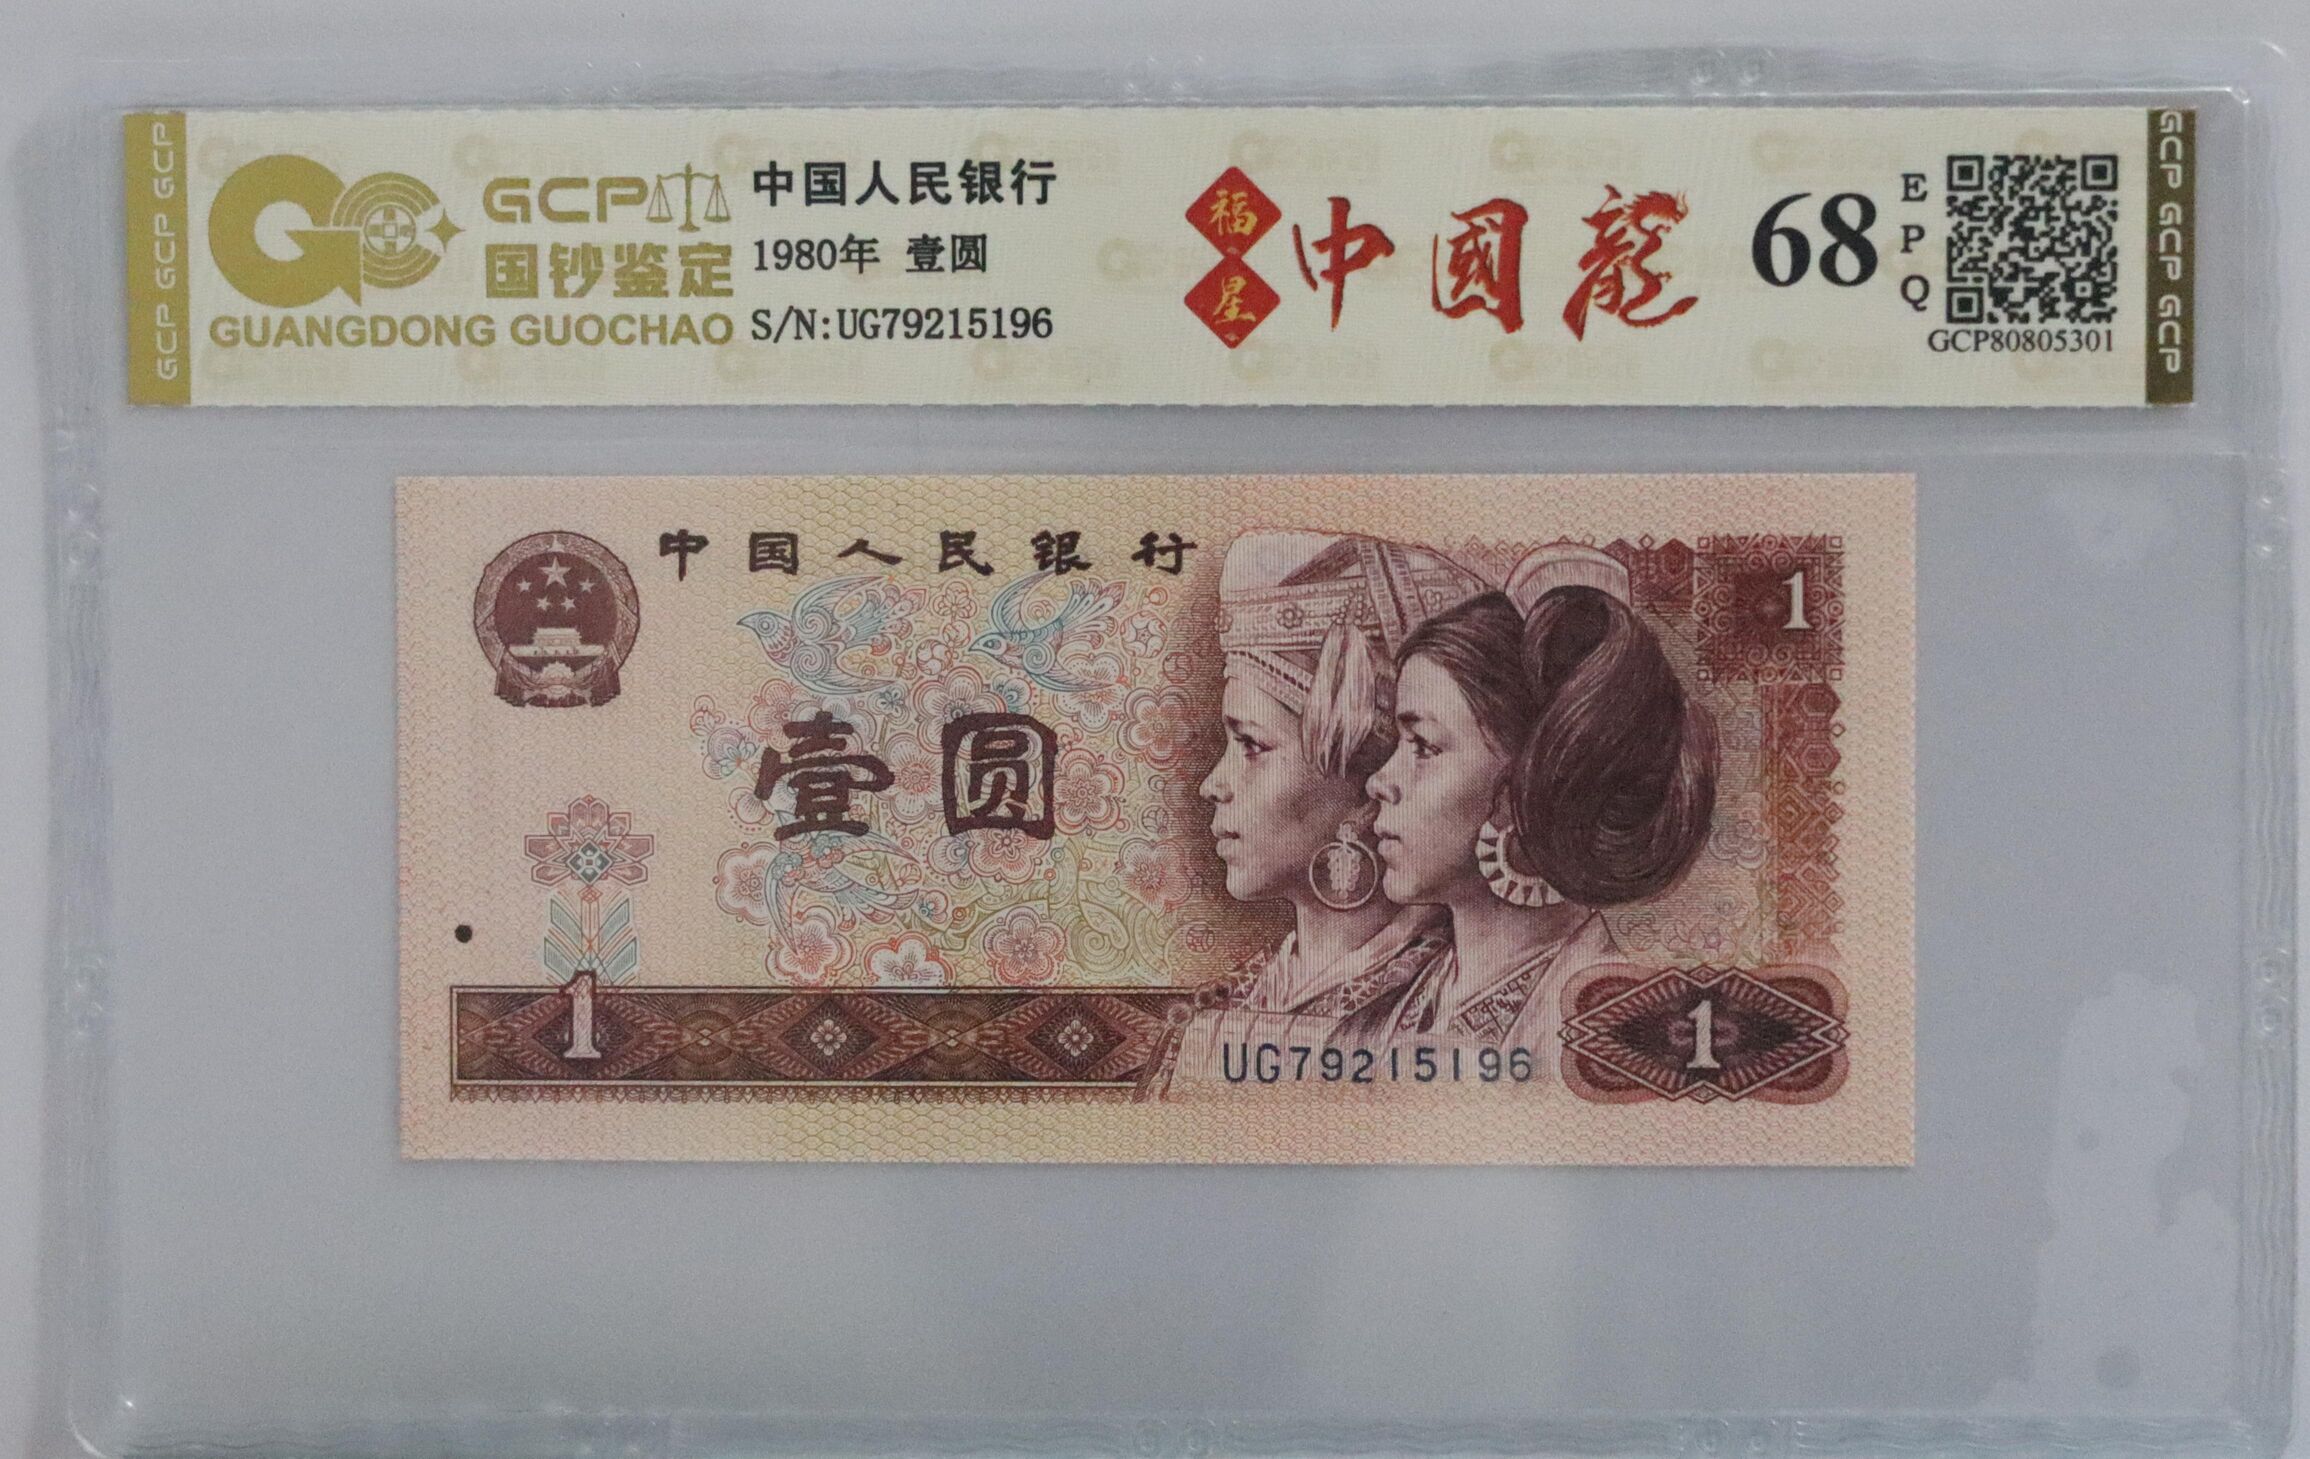 GCP GCP GCP
GCP
国钞鉴定
GUANGDONG GUOCHAO
中国人民银行
1980年 壹圆
S/N:UG79215196
福星
中國龍
68
EPQ
GCP80805301
GCP GCP GCP
中国人民银行
1
壹圆
1
UG79215196
1